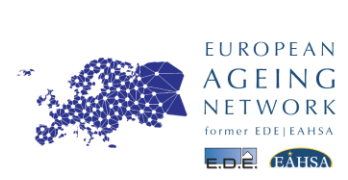 EUROPEAN
AGEING
NETWORK
former EDE|EAHSA
E.D.E. EAHSA